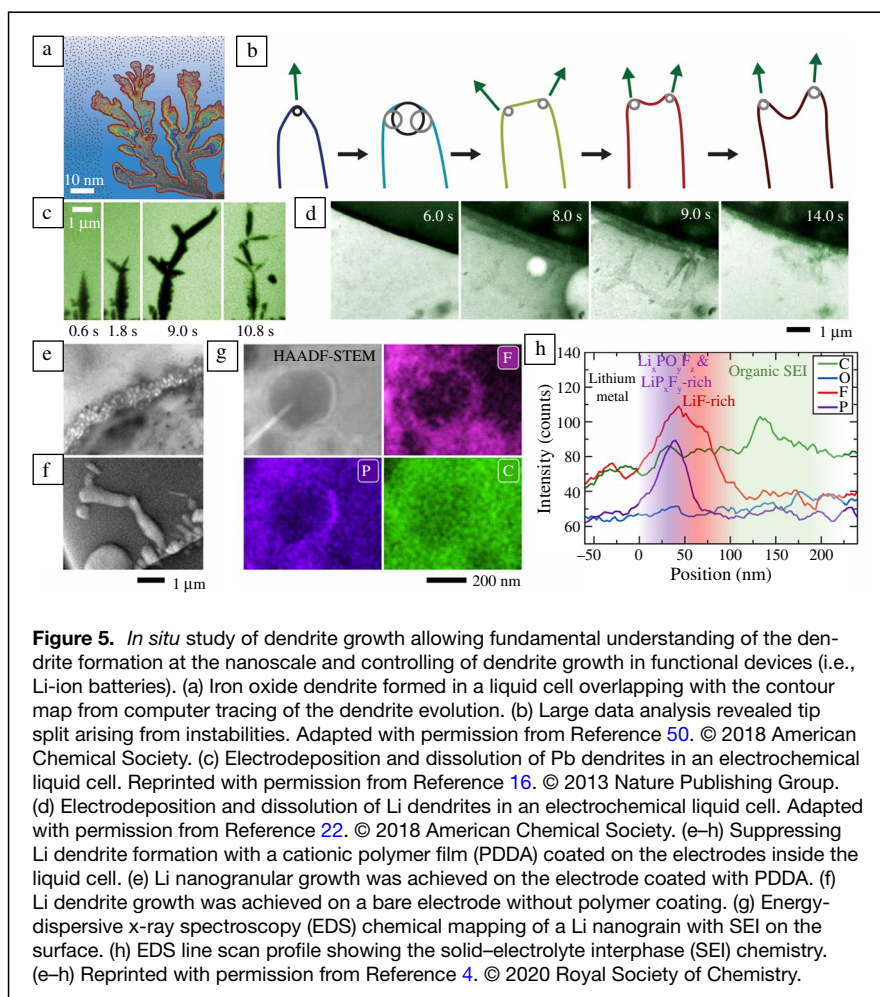 a
b
10 nm
c
1 μm
0.6 s 1.8 s 9.0 s 10.8 s
d
6.0 s 8.0 s 9.0 s 14.0 s
1 μm
e
f
1 μm
g
HAADF-STEM
F
P
C
200 nm
h
Intensity (counts)
140
120
100
80
60
40
60
Lithium
metal
LiₓPOᵧF_z &
LiPₓFᵧ-rich
LiF-rich
Organic SEI
C
O
F
P
−50 0 50 100 150 200
Position (nm)
Figure 5. In situ study of dendrite growth allowing fundamental understanding of the den-
drite formation at the nanoscale and controlling of dendrite growth in functional devices (i.e.,
Li-ion batteries). (a) Iron oxide dendrite formed in a liquid cell overlapping with the contour
map from computer tracing of the dendrite evolution. (b) Large data analysis revealed tip
split arising from instabilities. Adapted with permission from Reference 50. © 2018 American
Chemical Society. (c) Electrodeposition and dissolution of Pb dendrites in an electrochemical
liquid cell. Reprinted with permission from Reference 16. © 2013 Nature Publishing Group.
(d) Electrodeposition and dissolution of Li dendrites in an electrochemical liquid cell. Adapted
with permission from Reference 22. © 2018 American Chemical Society. (e–h) Suppressing
Li dendrite formation with a cationic polymer film (PDDA) coated on the electrodes inside the
liquid cell. (e) Li nanogranular growth was achieved on the electrode coated with PDDA. (f)
Li dendrite growth was achieved on a bare electrode without polymer coating. (g) Energy-
dispersive x-ray spectroscopy (EDS) chemical mapping of a Li nanograin with SEI on the
surface. (h) EDS line scan profile showing the solid–electrolyte interphase (SEI) chemistry.
(e–h) Reprinted with permission from Reference 4. © 2020 Royal Society of Chemistry.